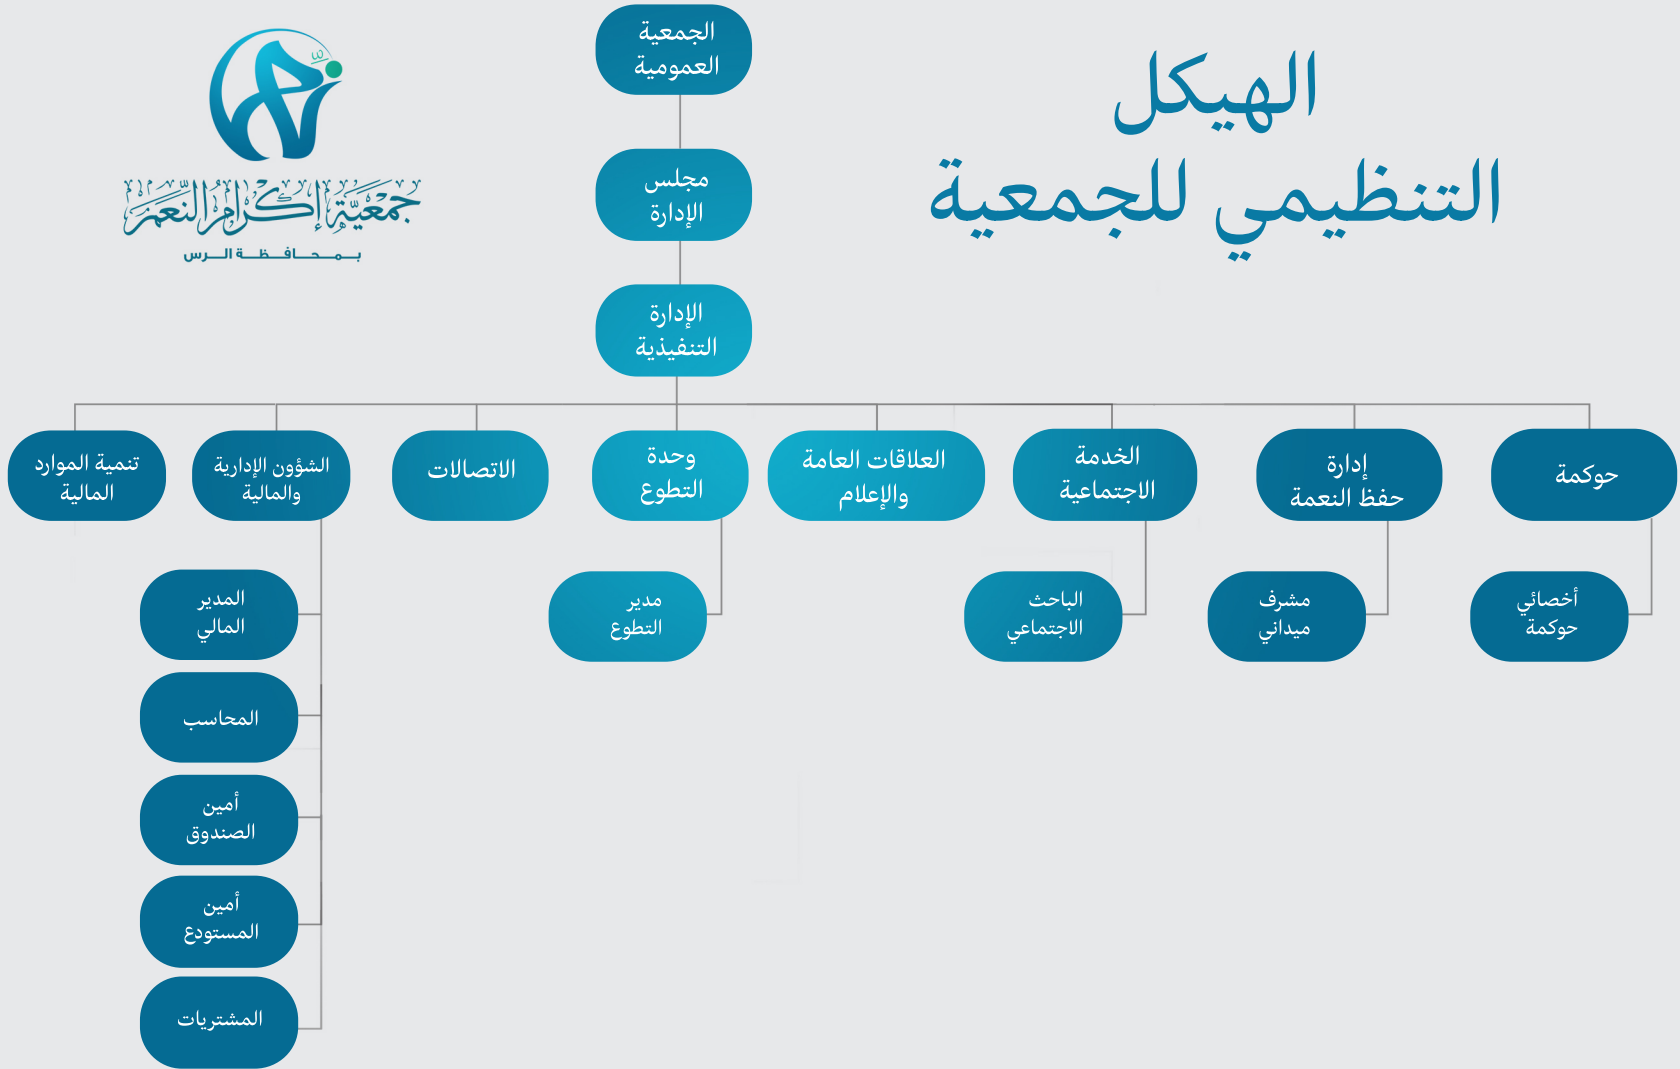 الهيكل
التنظيمي للجمعية
جمعية إكرام النعم
بمحافظة الرس
الجمعية
العمومية
مجلس
الإدارة
الإدارة
التنفيذية
حوكمة
إدارة
حفظ النعمة
الخدمة
الاجتماعية
العلاقات العامة
والإعلام
وحدة
التطوع
الاتصالات
الشؤون الإدارية
والمالية
تنمية الموارد
المالية
أخصائي
حوكمة
مشرف
ميداني
الباحث
الاجتماعي
مدير
التطوع
المدير
المالي
المحاسب
أمين
الصندوق
أمين
المستودع
المشتريات